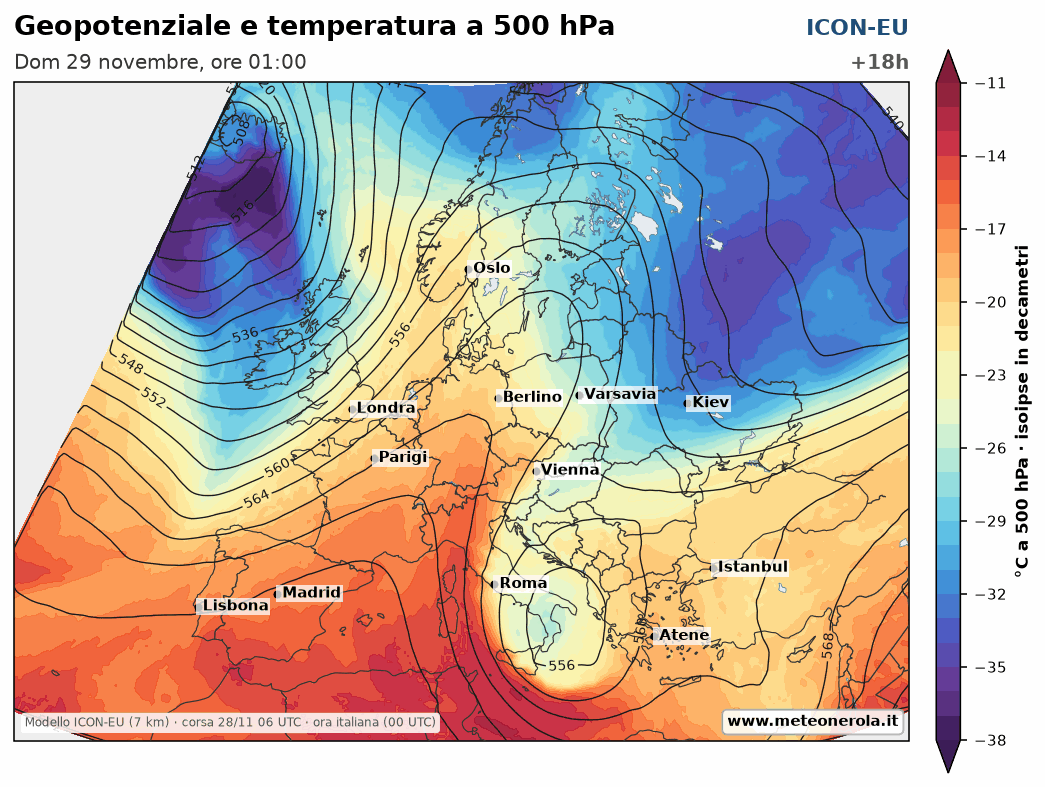 Geopotenziale e temperatura a 500 hPa
ICON-EU
Dom 29 novembre, ore 01:00
+18h
540
510
508
512
516
536
548
552
556
560
564
556
568
568
Oslo
Londra
Berlino
Varsavia
Kiev
Parigi
Vienna
Roma
Istanbul
Madrid
Lisbona
Atene
−11
−14
−17
−20
−23
−26
−29
−32
−35
−38
°C a 500 hPa · isoipse in decametri
Modello ICON-EU (7 km) · corsa 28/11 06 UTC · ora italiana (00 UTC)
www.meteonerola.it